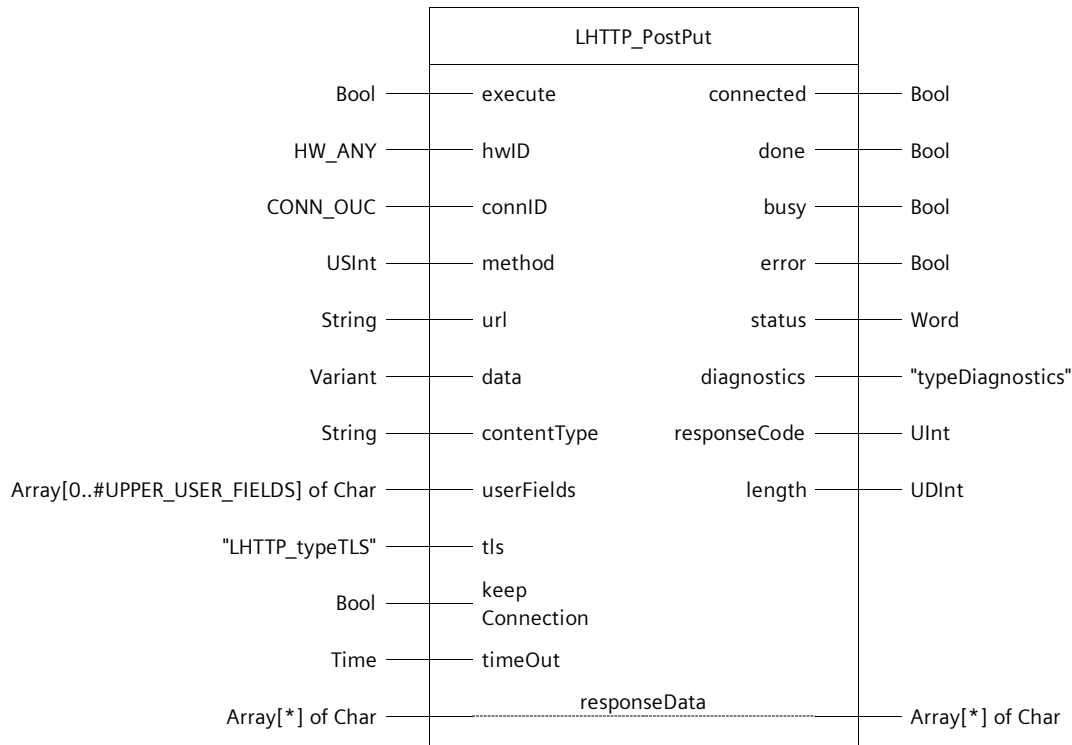 LHTTP_PostPut
Bool execute connected Bool
HW_ANY hwID done Bool
CONN_OUC connID busy Bool
USInt method error Bool
String url status Word
Variant data diagnostics "typeDiagnostics"
String contentType responseCode UInt
Array[0..#UPPER_USER_FIELDS] of Char userFields length UDInt
"LHTTP_typeTLS" tls
Bool keep
Connection
Time timeOut
responseData
Array[*] of Char Array[*] of Char